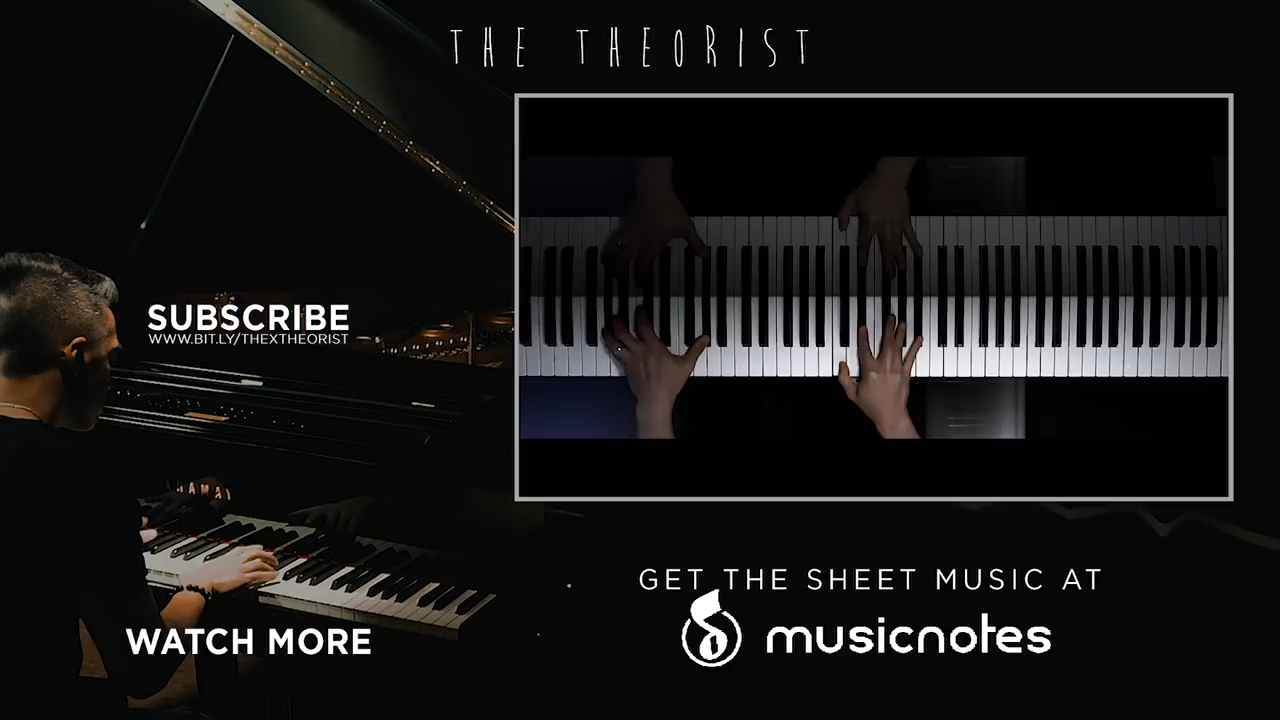 THE THEORIST
SUBSCRIBE
WWW.BIT.LY/THEXTHEORIST
WATCH MORE
GET THE SHEET MUSIC AT
musicnotes